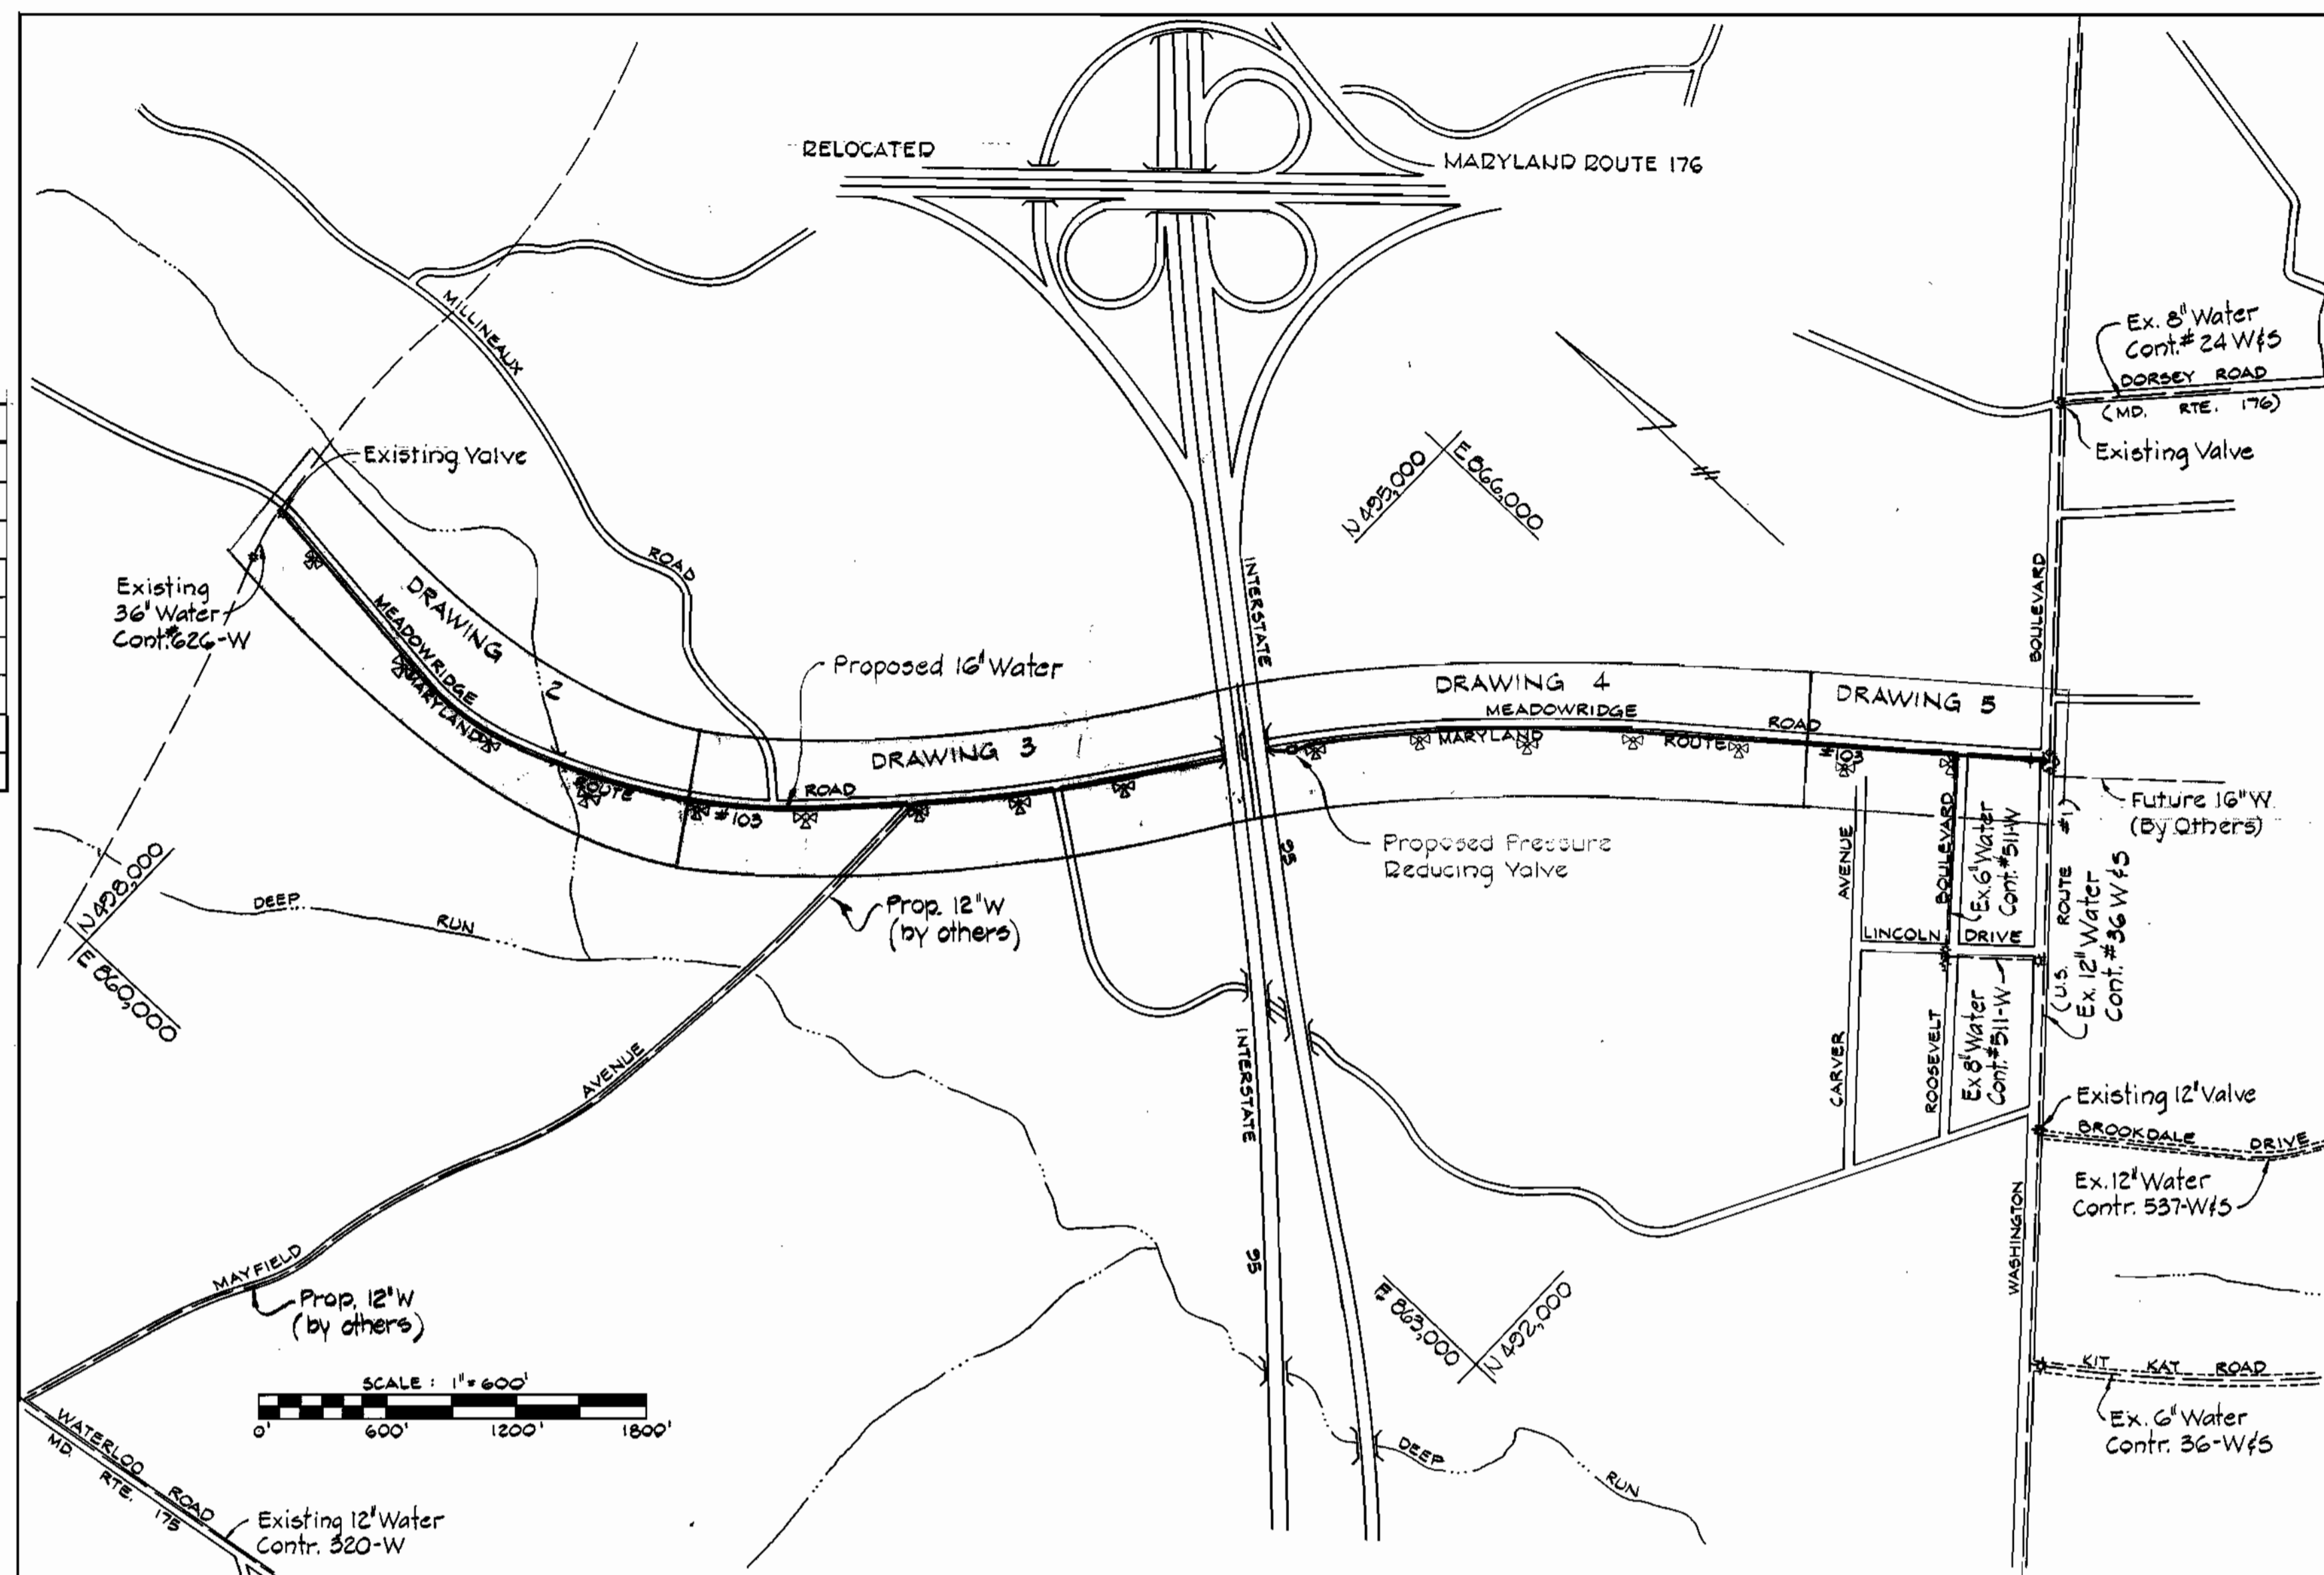 RELOCATED
MARYLAND ROUTE 176
MILLINEAUX
ROAD
Ex. 8" Water
Cont.# 24 W&S
DORSEY ROAD
(MD. RTE. 176)
Existing Valve
Existing Valve
N 495,000
E 866,000
Existing
36" Water
Cont.#626-W
DRAWING
2
MEADOWRIDGE
MARYLAND
ROUTE
#103
ROAD
Proposed 16" Water
DRAWING 3
INTERSTATE
95
DRAWING 4
MEADOWRIDGE
ROAD
MARYLAND
ROUTE
#103
DRAWING 5
BOULEVARD
Future 16" W.
(By Others)
Proposed Pressure
Reducing Valve
AVENUE
BOULEVARD
Ex. 6" Water
Cont.#511-W
(U.S. ROUTE #1)
Ex. 12" Water
Cont. #36 W&S
LINCOLN DRIVE
N 498,000
E 860,000
DEEP
RUN
Prop. 12" W
(by others)
INTERSTATE
95
CARVER
ROOSEVELT
Ex 8" Water
Cont.#511-W
AVENUE
Existing 12" Valve
BROOKDALE DRIVE
Ex. 12" Water
Contr. 537-W&S
WASHINGTON
MAYFIELD
Prop. 12" W
(by others)
E 863,000
N 492,000
KIT KAT ROAD
Ex. 6" Water
Contr. 36-W&S
SCALE : 1" = 600'
0' 600' 1200' 1800'
WATERLOO ROAD
MD. RTE. 175
DEEP
RUN
Existing 12" Water
Contr. 320-W